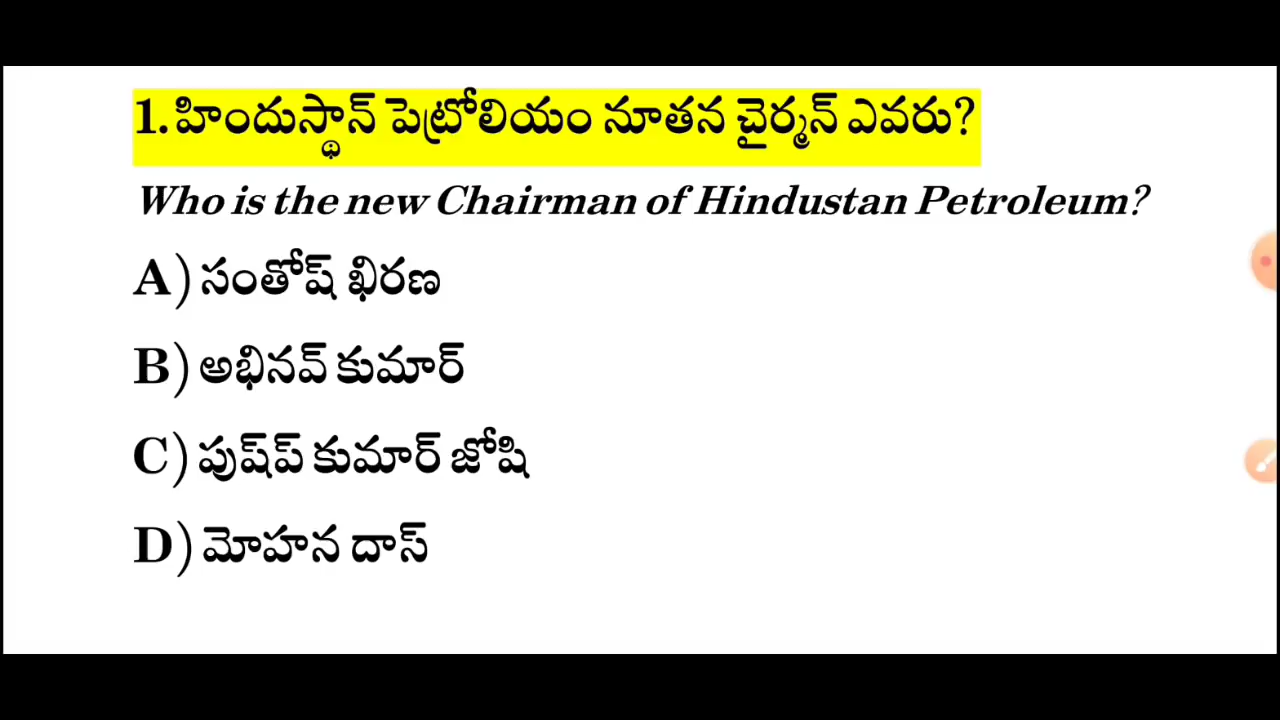 1.హిందుస్థాన్ పెట్రోలియం నూతన చైర్మన్ ఎవరు?
Who is the new Chairman of Hindustan Petroleum?
A) సంతోష్ ఖిరణ
B) అభినవ్ కుమార్
C) పుష్ప్ కుమార్ జోషి
D) మోహన దాస్